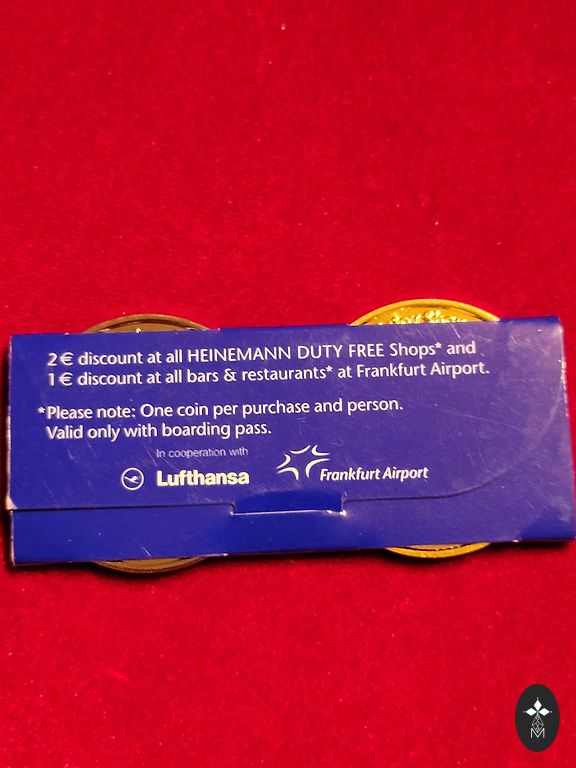 2€ discount at all HEINEMANN DUTY FREE Shops* and
1€ discount at all bars & restaurants* at Frankfurt Airport.
*Please note: One coin per purchase and person.
Valid only with boarding pass.
In cooperation with
Lufthansa
Frankfurt Airport
M